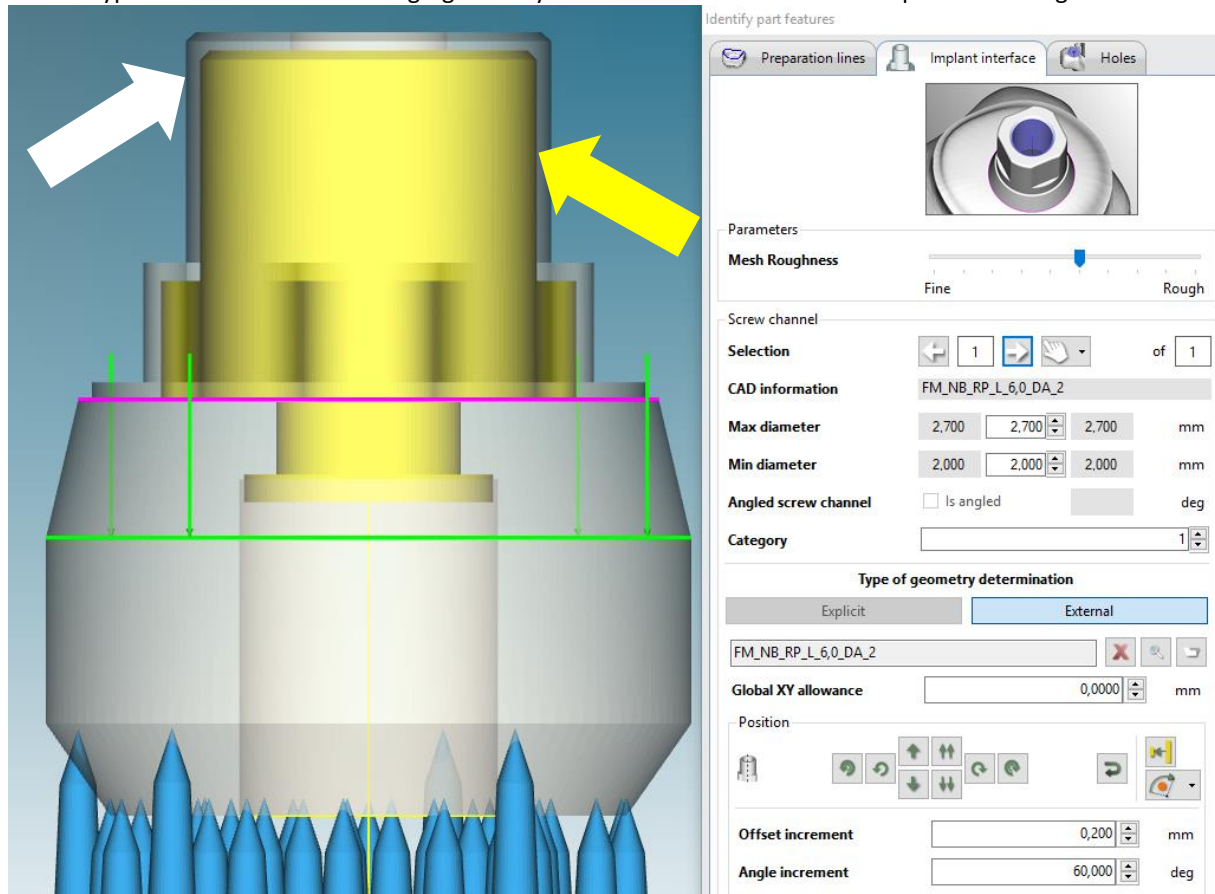 Identify part features
Preparation lines Implant interface Holes
Parameters
Mesh Roughness
Fine Rough
Screw channel
Selection 1 of 1
CAD information FM_NB_RP_L_6,0_DA_2
Max diameter 2,700 2,700 2,700 mm
Min diameter 2,000 2,000 2,000 mm
Angled screw channel Is angled deg
Category 1
Type of geometry determination
Explicit External
FM_NB_RP_L_6,0_DA_2
Global XY allowance 0,0000 mm
Position
Offset increment 0,200 mm
Angle increment 60,000 deg